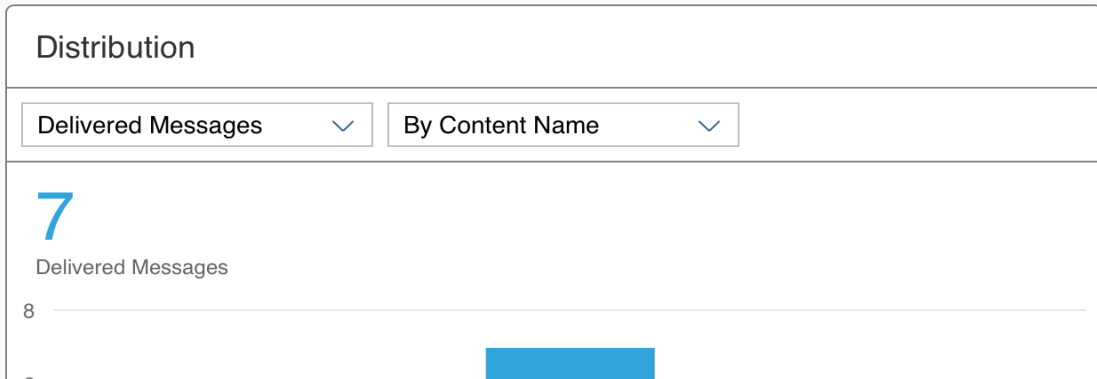 Distribution
Delivered Messages
By Content Name
7
Delivered Messages
8